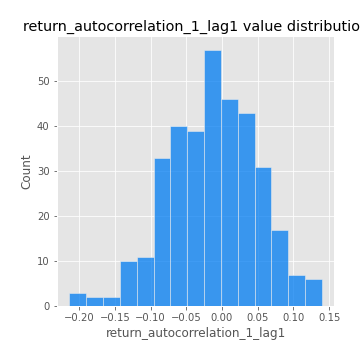 return_autocorrelation_1_lag1 value distributio
Count
50
40
30
20
10
0
−0.20 −0.15 −0.10 −0.05 0.00 0.05 0.10 0.15
return_autocorrelation_1_lag1